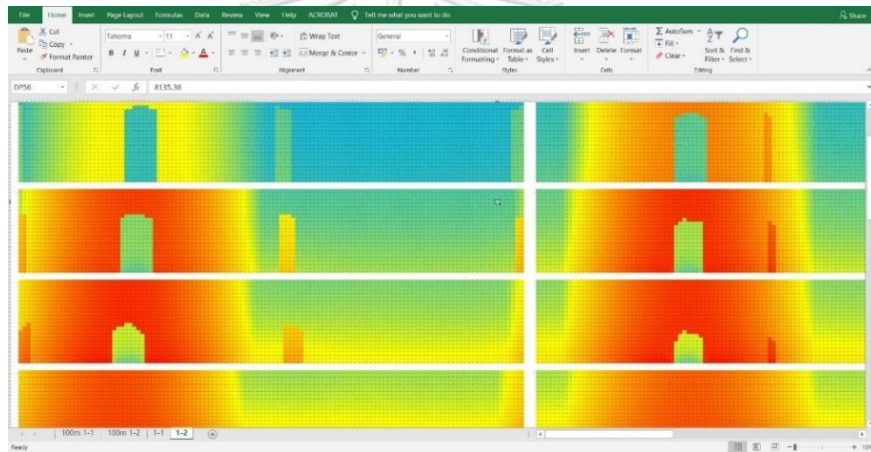 File Home Insert Page Layout Formulas Data Review View Help ACROBAT Tell me what you want to do Share
Cut
Copy
Format Painter
Paste
Tahoma 11 A A
B I U A
Wrap Text
Merge & Center
General
%
Conditional Formatting
Format as Table
Cell Styles
Insert Delete Format
AutoSum
Fill
Clear
Sort & Filter
Find & Select
Clipboard Font Alignment Number Styles Cells Editing
DP56 fx 8135.36
100m 1-1 100m 1-2 1-1 1-2
Ready